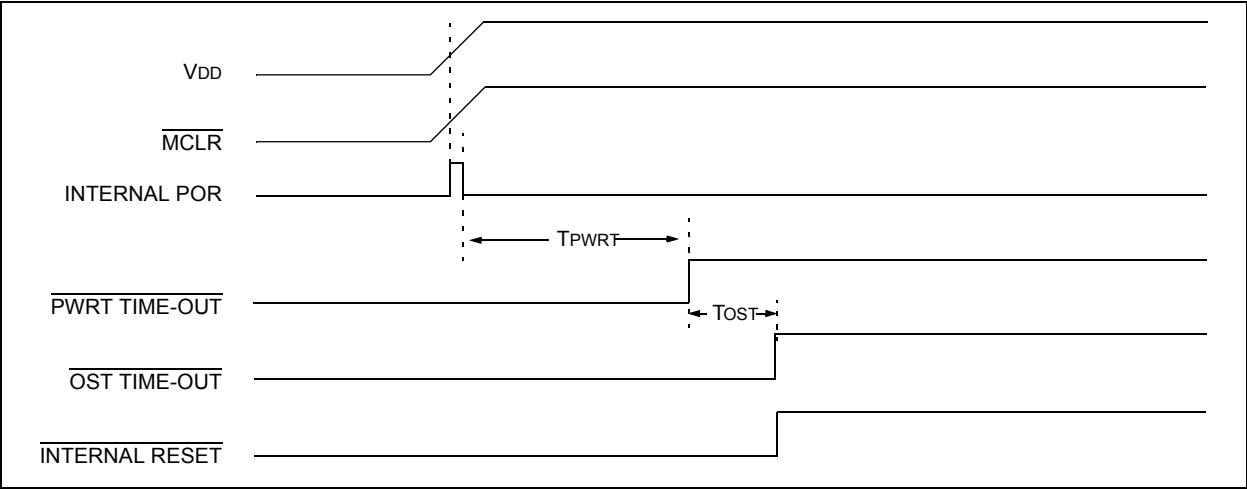 VDD
MCLR
INTERNAL POR
TPWRT
PWRT TIME-OUT
TOST
OST TIME-OUT
INTERNAL RESET